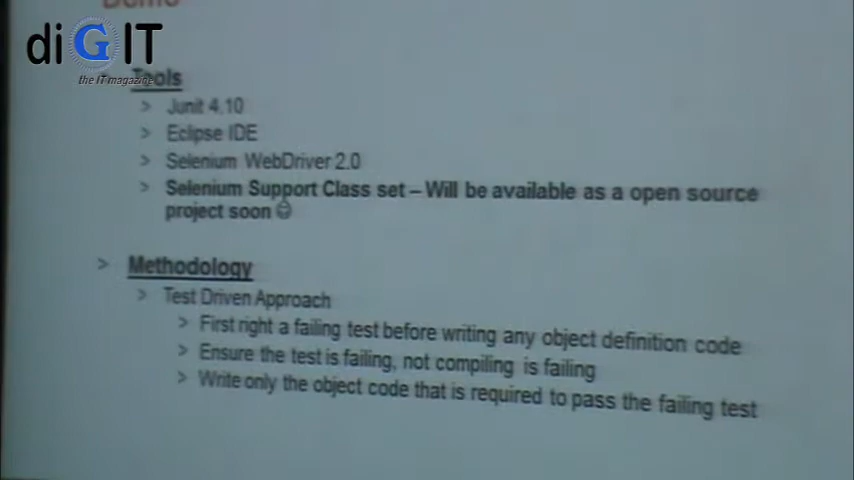 Demo
diGIT
the IT magazine
Tools
> Junit 4.10
> Eclipse IDE
> Selenium WebDriver 2.0
> Selenium Support Class set – Will be available as a open source
project soon ☺
> Methodology
> Test Driven Approach
> First right a failing test before writing any object definition code
> Ensure the test is failing, not compiling is failing
> Write only the object code that is required to pass the failing test